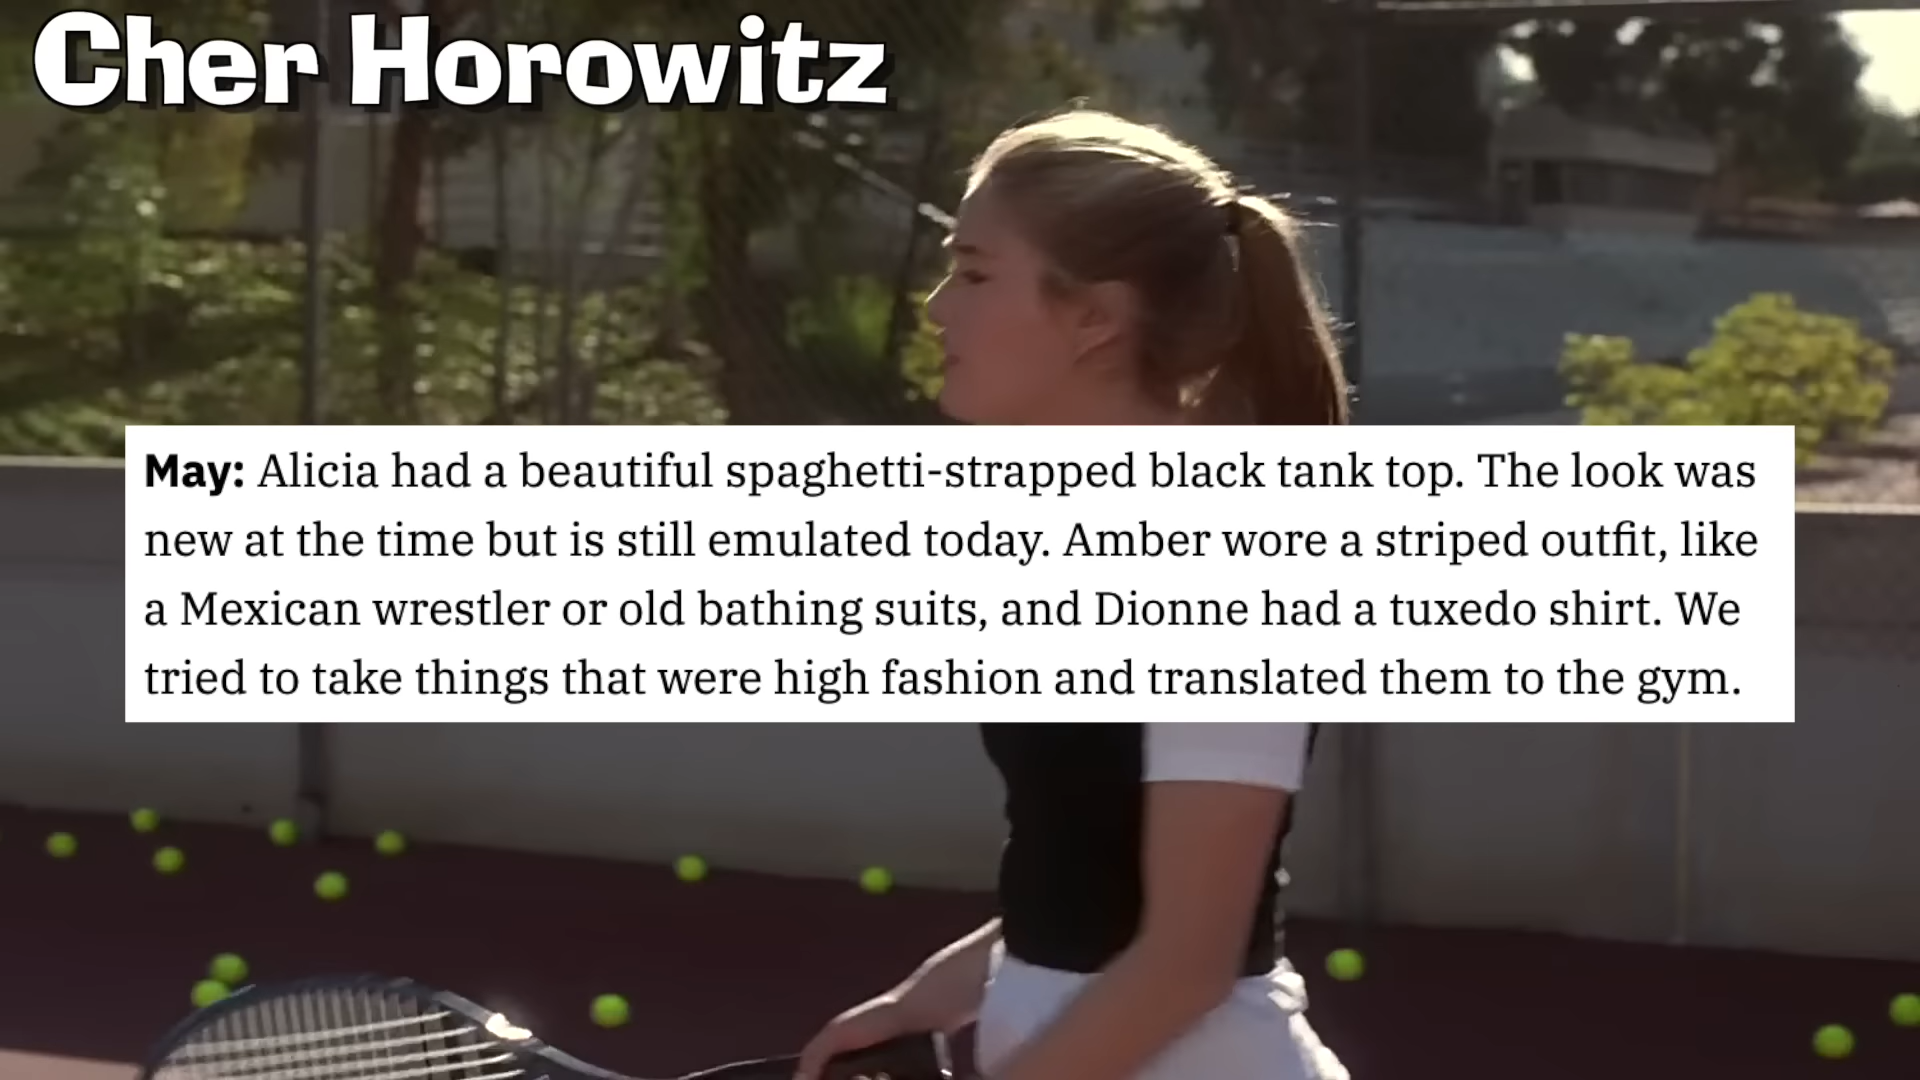 Cher Horowitz
May: Alicia had a beautiful spaghetti-strapped black tank top. The look was
new at the time but is still emulated today. Amber wore a striped outfit, like
a Mexican wrestler or old bathing suits, and Dionne had a tuxedo shirt. We
tried to take things that were high fashion and translated them to the gym.